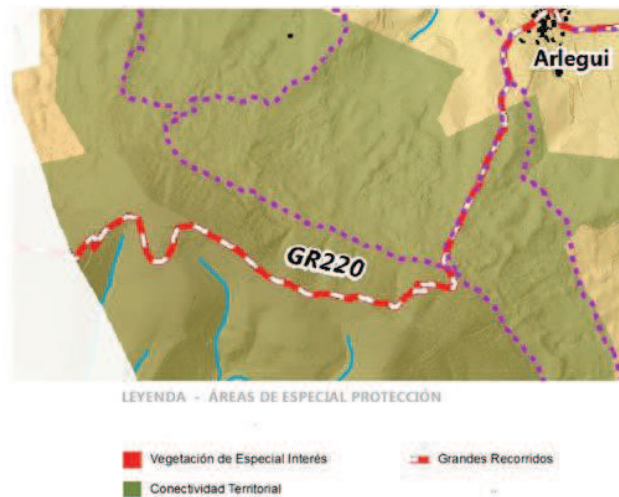 Arlegui
GR220
LEYENDA - ÁREAS DE ESPECIAL PROTECCIÓN
Vegetación de Especial Interés
Grandes Recorridos
Conectividad Territorial